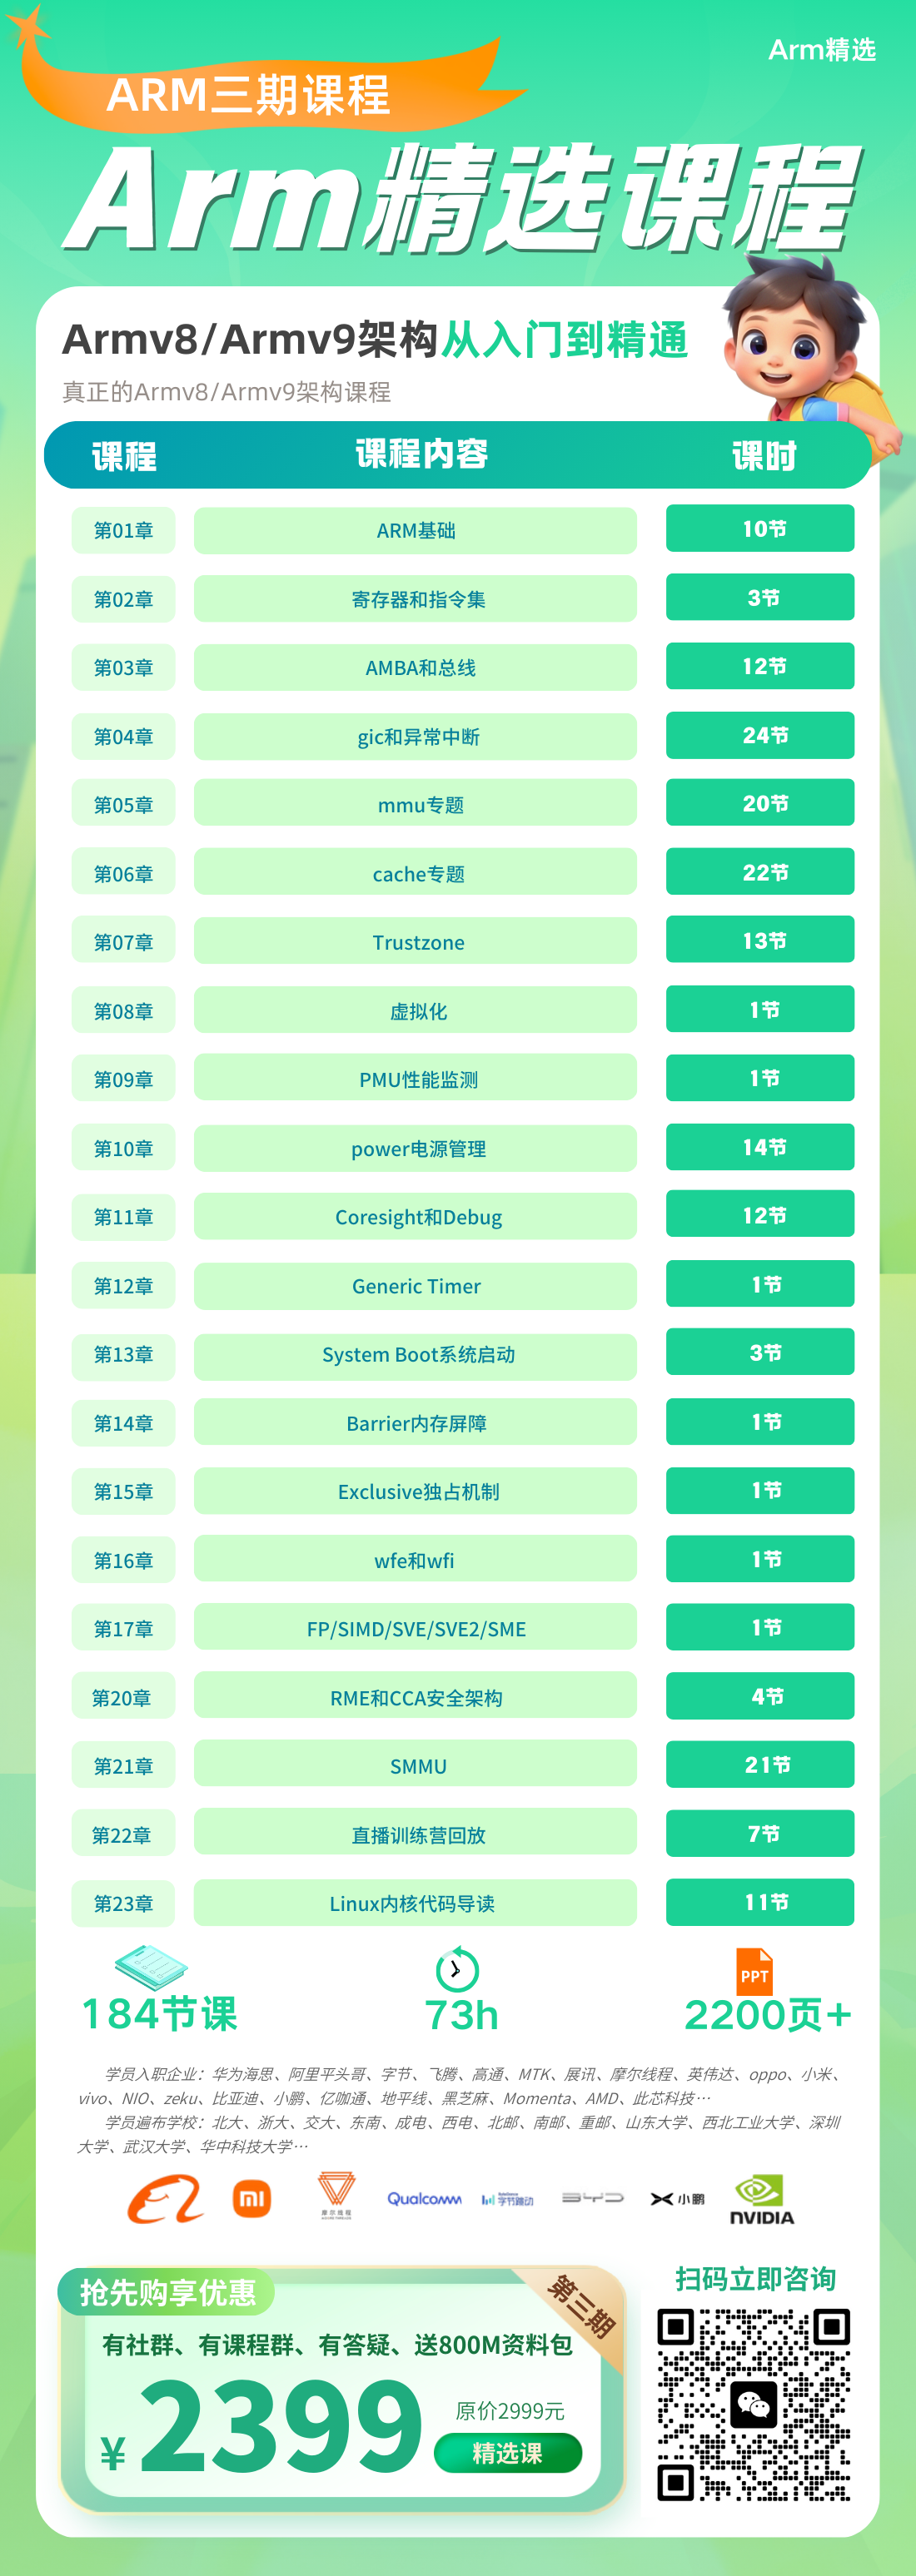 Arm精选
ARM三期课程
Arm精选课程
Armv8/Armv9架构从入门到精通
真正的Armv8/Armv9架构课程
课程 课程内容 课时
第01章 ARM基础 10节
第02章 寄存器和指令集 3节
第03章 AMBA和总线 12节
第04章 gic和异常中断 24节
第05章 mmu专题 20节
第06章 cache专题 22节
第07章 Trustzone 13节
第08章 虚拟化 1节
第09章 PMU性能监测 1节
第10章 power电源管理 14节
第11章 Coresight和Debug 12节
第12章 Generic Timer 1节
第13章 System Boot系统启动 3节
第14章 Barrier内存屏障 1节
第15章 Exclusive独占机制 1节
第16章 wfe和wfi 1节
第17章 FP/SIMD/SVE/SVE2/SME 1节
第20章 RME和CCA安全架构 4节
第21章 SMMU 21节
第22章 直播训练营回放 7节
第23章 Linux内核代码导读 11节
PPT
184节课 73h 2200页+
学员入职企业：华为海思、阿里平头哥、字节、飞腾、高通、MTK、展讯、摩尔线程、英伟达、oppo、小米、
vivo、NIO、zeku、比亚迪、小鹏、亿咖通、地平线、黑芝麻、Momenta、AMD、此芯科技…
学员遍布学校：北大、浙大、交大、东南、成电、西电、北邮、南邮、重邮、山东大学、西北工业大学、深圳
大学、武汉大学、华中科技大学…
mi 摩尔线程 Qualcomm 字节跳动 BYD 小鹏 NVIDIA
抢先购享优惠
第三期
有社群、有课程群、有答疑、送800M资料包
¥2399
原价2999元
精选课
扫码立即咨询